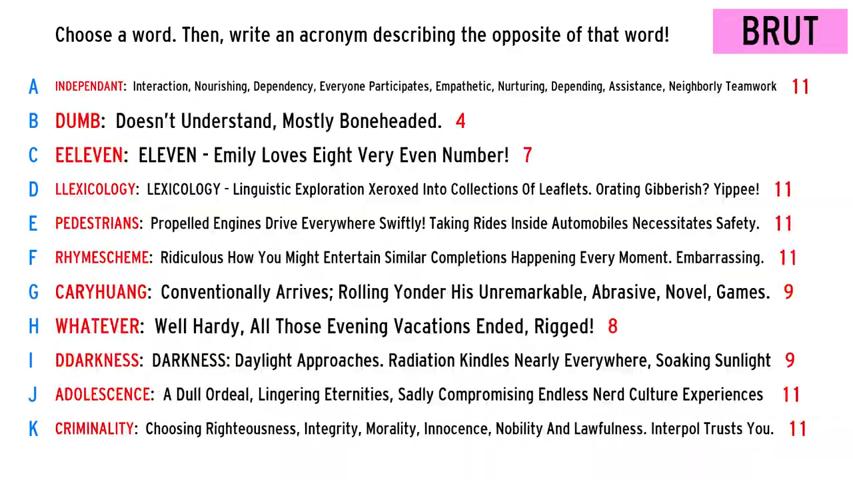 Choose a word. Then, write an acronym describing the opposite of that word!
BRUT
A INDEPENDANT: Interaction, Nourishing, Dependency, Everyone Participates, Empathetic, Nurturing, Depending, Assistance, Neighborly Teamwork 11
B DUMB: Doesn't Understand, Mostly Boneheaded. 4
C EELEVEN: ELEVEN - Emily Loves Eight Very Even Number! 7
D LLEXICOLOGY: LEXICOLOGY - Linguistic Exploration Xeroxed Into Collections Of Leaflets. Orating Gibberish? Yippee! 11
E PEDESTRIANS: Propelled Engines Drive Everywhere Swiftly! Taking Rides Inside Automobiles Necessitates Safety. 11
F RHYMESCHEME: Ridiculous How You Might Entertain Similar Completions Happening Every Moment. Embarrassing. 11
G CARYHUANG: Conventionally Arrives; Rolling Yonder His Unremarkable, Abrasive, Novel, Games. 9
H WHATEVER: Well Hardy, All Those Evening Vacations Ended, Rigged! 8
I DDARKNESS: DARKNESS: Daylight Approaches. Radiation Kindles Nearly Everywhere, Soaking Sunlight 9
J ADOLESCENCE: A Dull Ordeal, Lingering Eternities, Sadly Compromising Endless Nerd Culture Experiences 11
K CRIMINALITY: Choosing Righteousness, Integrity, Morality, Innocence, Nobility And Lawfulness. Interpol Trusts You. 11